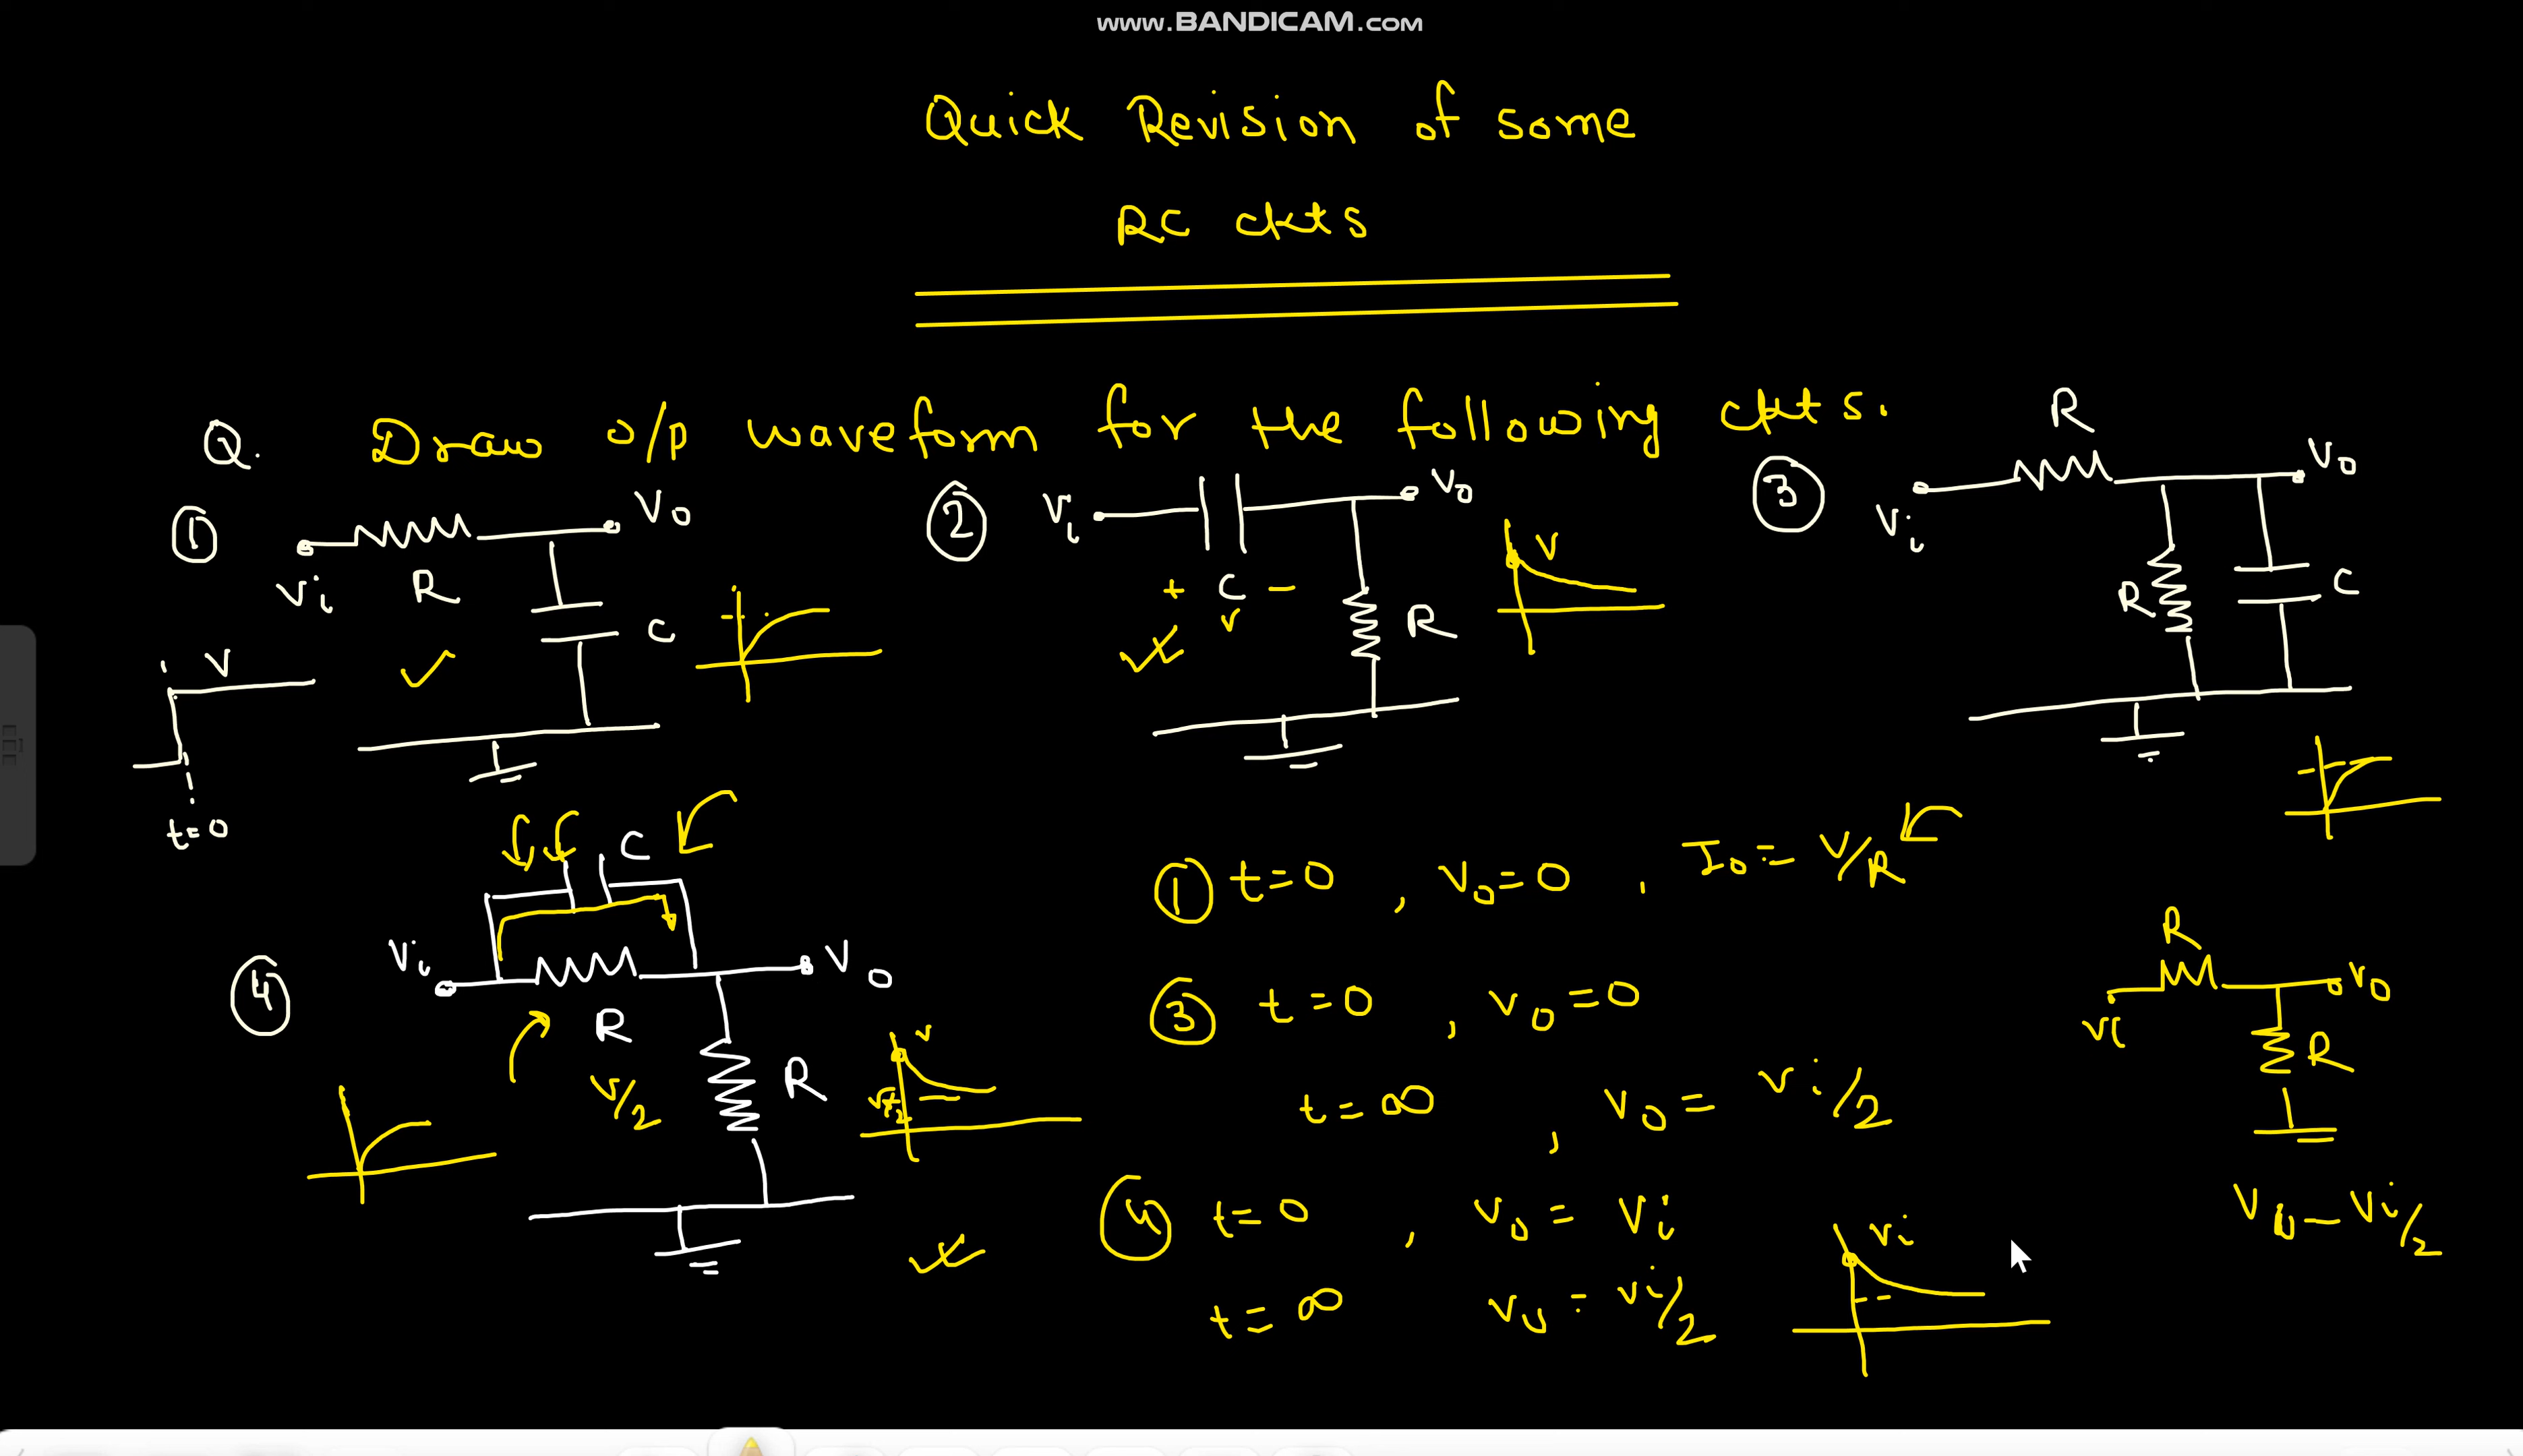 www.BANDICAM.com
Quick Revision of some
RC ckts
Q. Draw o/p waveform for the following ckts.
① Vi R Vo C
V
t=0
② Vi + C - Vo R
v
V
③ Vi R Vo R C
④ Vi C R Vo R
V/2
v
① t=0 , Vo=0 , Io = V/R
③ t=0 , Vo=0
t=∞ , Vo = Vi/2
R
Vi Vo
R
Vo = Vi/2
④ t=0 , Vo = Vi
t=∞ Vo = Vi/2
Vi